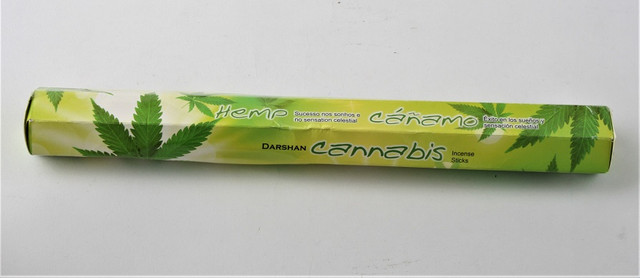 Hemp
Sucesso nos sonhos e
no sensation celestial
Cáñamo
Éxito en los sueños y
sensación celestial
DARSHAN cannabis Incense
Sticks